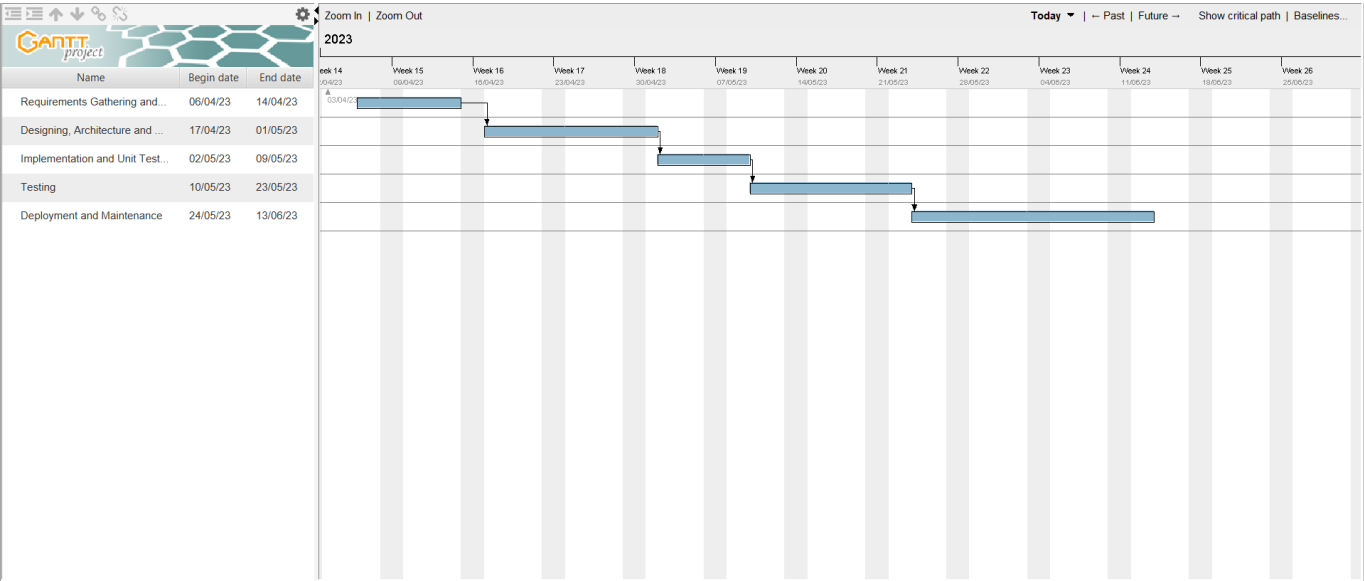 Zoom In | Zoom Out
Today ▼ | ← Past | Future → Show critical path | Baselines...
GANTT project
2023
Name Begin date End date
eek 14 Week 15 Week 16 Week 17 Week 18 Week 19 Week 20 Week 21 Week 22 Week 23 Week 24 Week 25 Week 26
/04/23 09/04/23 16/04/23 23/04/23 30/04/23 07/05/23 14/05/23 21/05/23 28/05/23 04/06/23 11/06/23 18/06/23 25/06/23
Requirements Gathering and... 06/04/23 14/04/23
03/04/23
Designing, Architecture and ... 17/04/23 01/05/23
Implementation and Unit Test... 02/05/23 09/05/23
Testing 10/05/23 23/05/23
Deployment and Maintenance 24/05/23 13/06/23